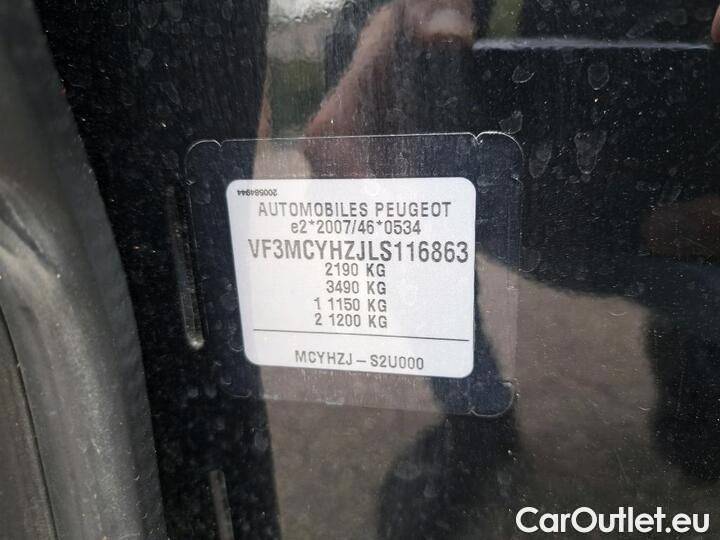 200584944
AUTOMOBILES PEUGEOT
e2*2007/46*0534
VF3MCYHZJLS116863
2190 KG
3490 KG
1 1150 KG
2 1200 KG
MCYHZJ – S2U000
CarOutlet.eu